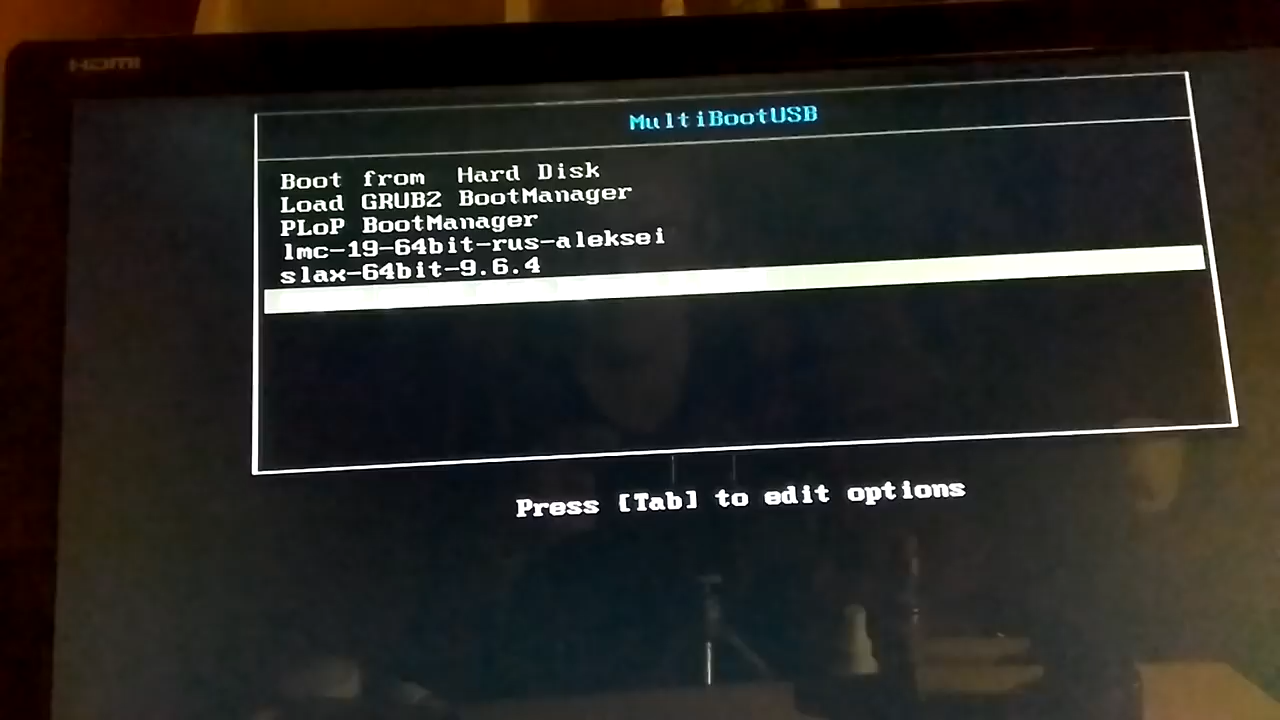 HDMI
MultiBootUSB
Boot from  Hard Disk
Load GRUB2 BootManager
PLoP BootManager
lmc-19-64bit-rus-aleksei
slax-64bit-9.6.4
Press [Tab] to edit options